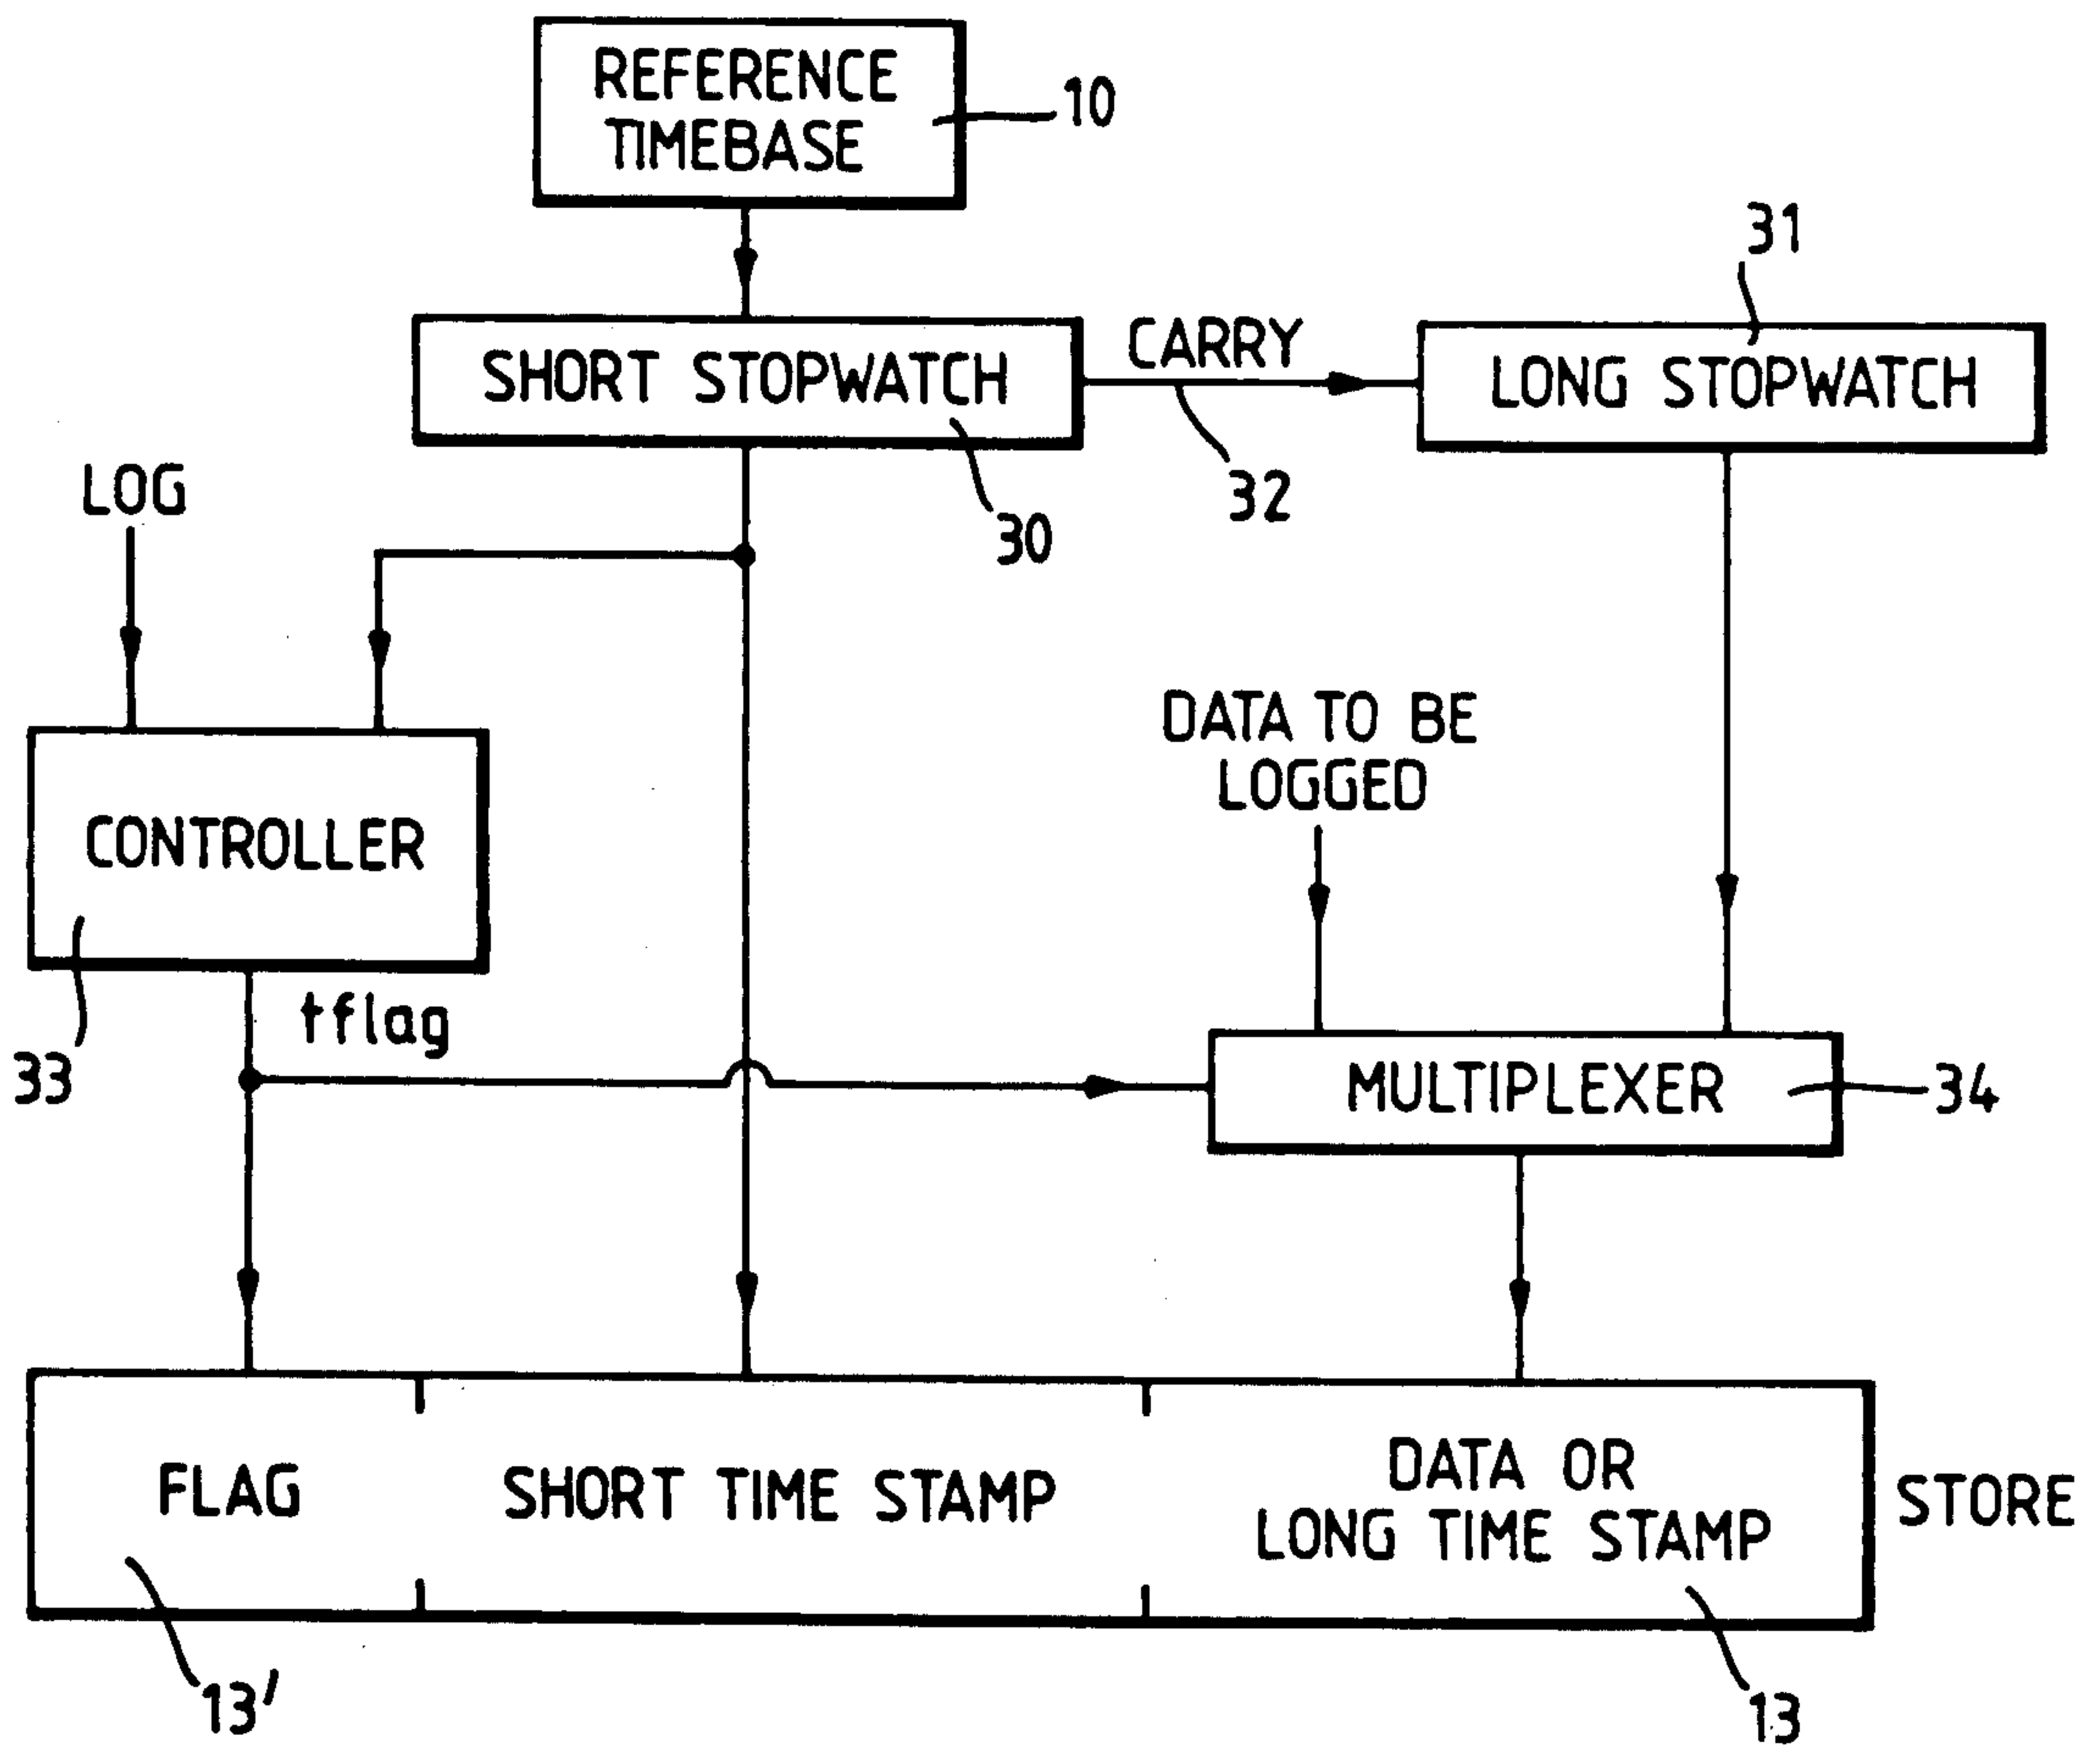 REFERENCE
TIMEBASE
10
31
SHORT STOPWATCH
CARRY
LONG STOPWATCH
32
30
LOG
DATA TO BE
LOGGED
CONTROLLER
tflag
33
MULTIPLEXER
34
FLAG
SHORT TIME STAMP
DATA OR
LONG TIME STAMP
STORE
13'
13